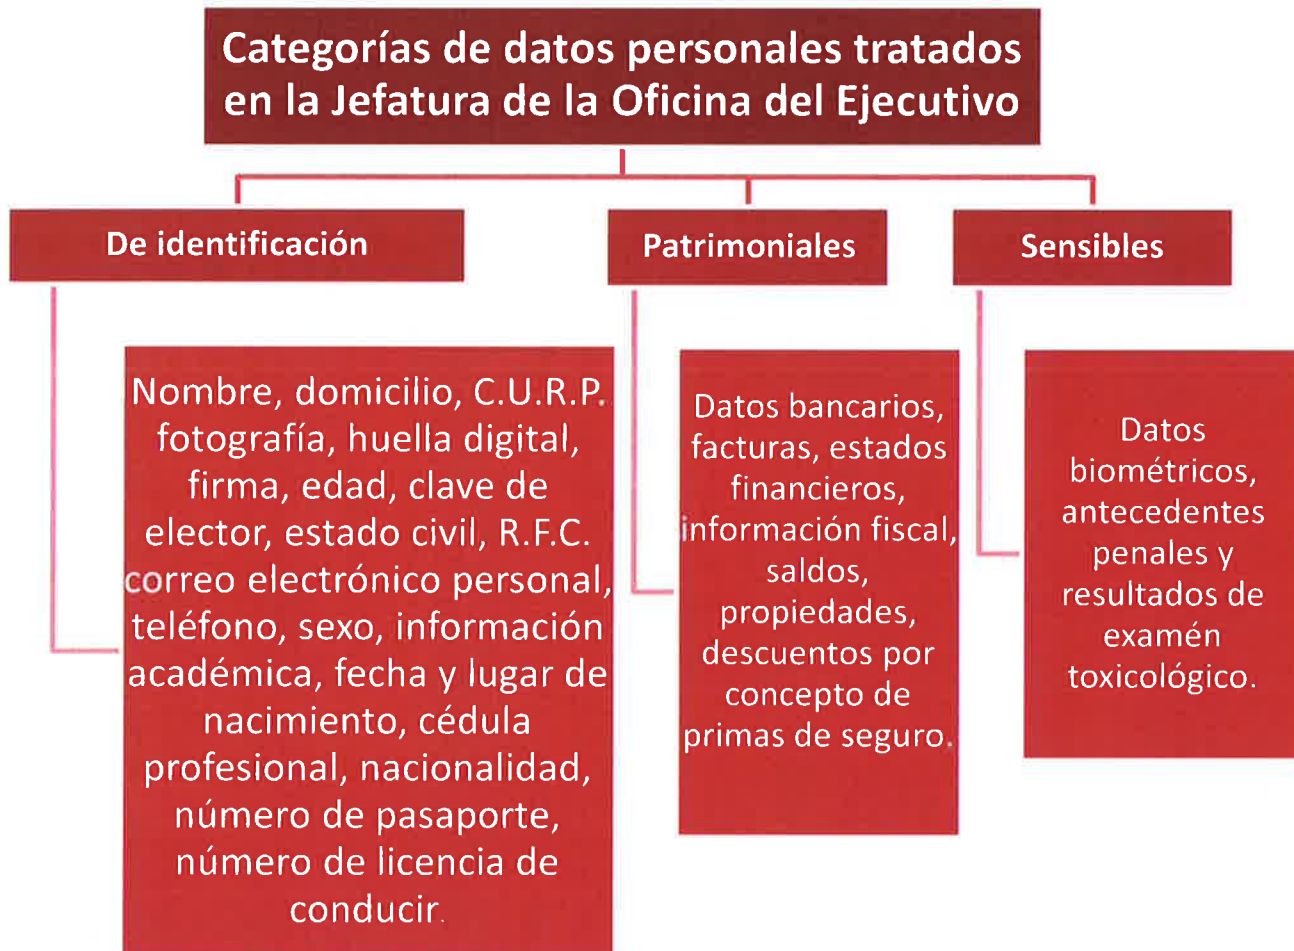 Categorías de datos personales tratados
en la Jefatura de la Oficina del Ejecutivo
De identificación
Nombre, domicilio, C.U.R.P.
fotografía, huella digital,
firma, edad, clave de
elector, estado civil, R.F.C.
correo electrónico personal,
teléfono, sexo, información
académica, fecha y lugar de
nacimiento, cédula
profesional, nacionalidad,
número de pasaporte,
número de licencia de
conducir.
Patrimoniales
Datos bancarios,
facturas, estados
financieros,
información fiscal,
saldos,
propiedades,
descuentos por
concepto de
primas de seguro.
Sensibles
Datos
biométricos,
antecedentes
penales y
resultados de
examén
toxicológico.